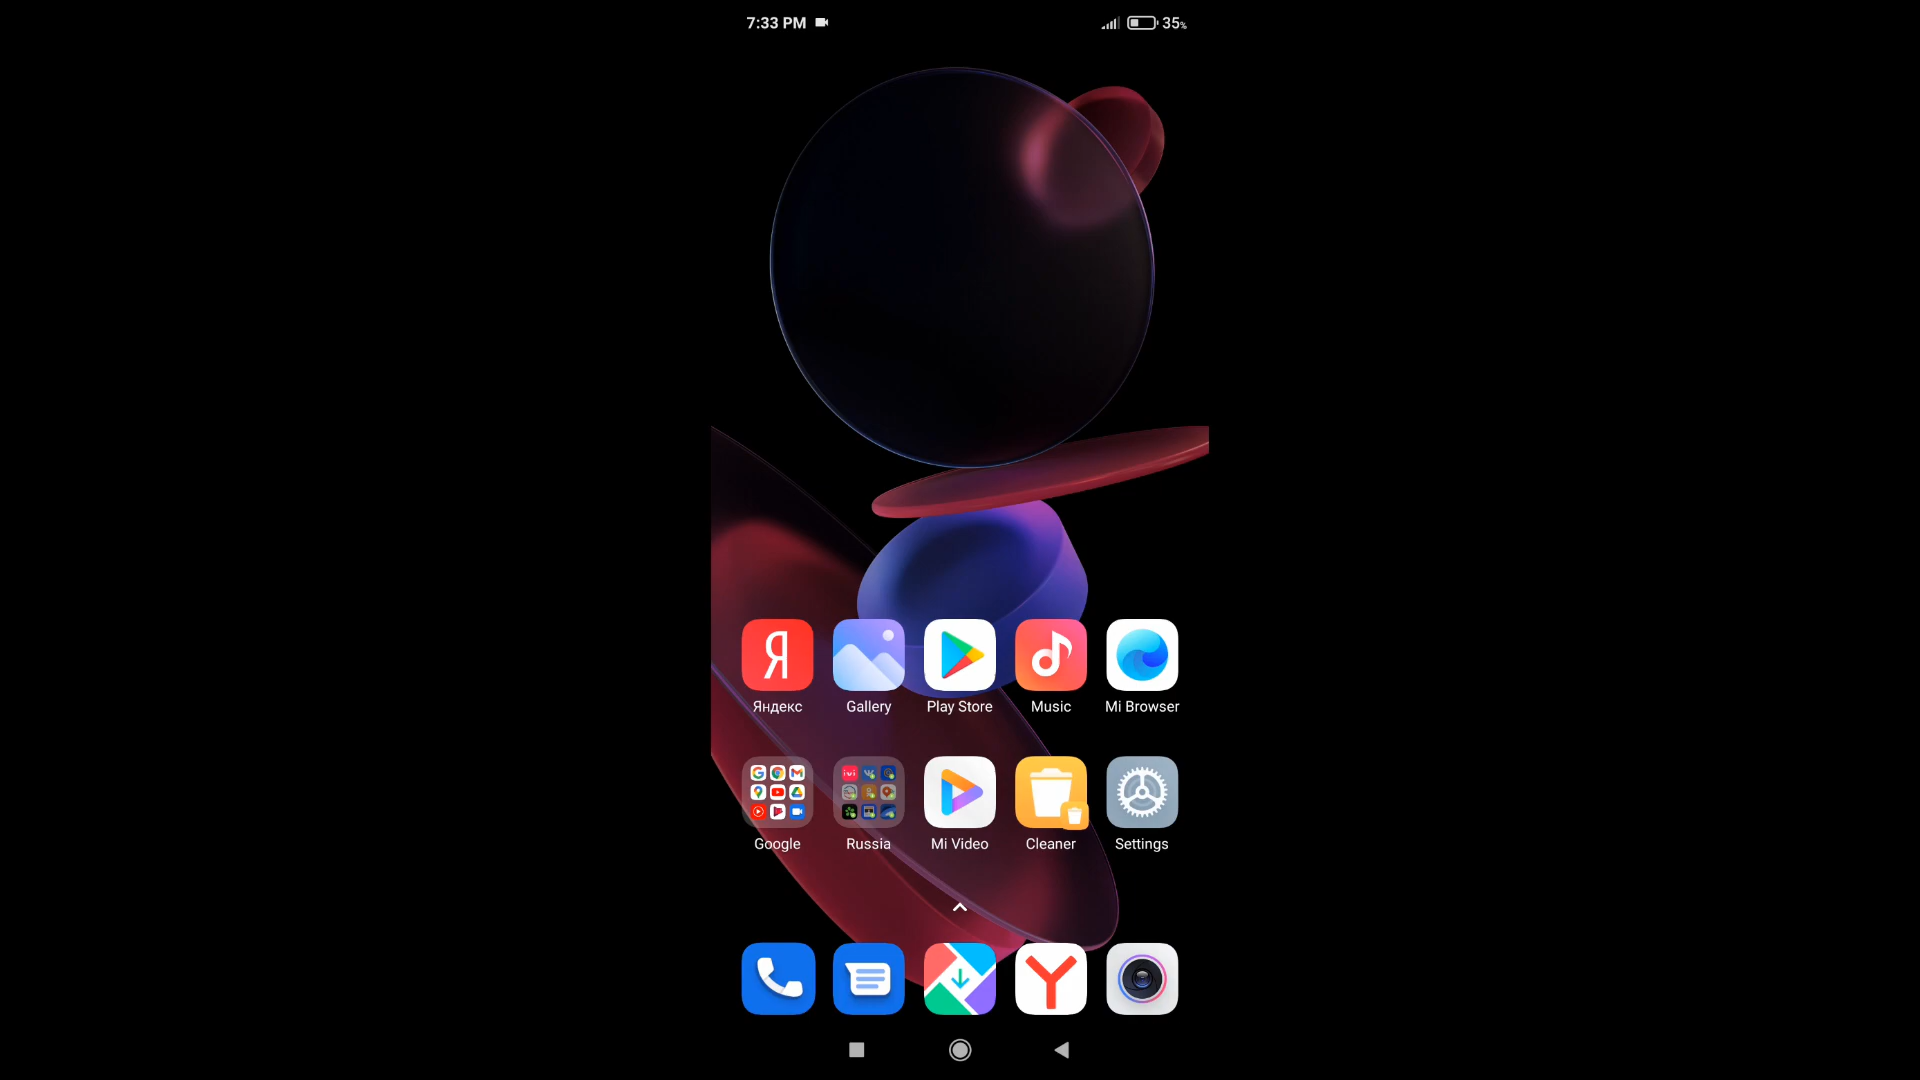 7:33 PM
35%
Я
Яндекс
Gallery
Play Store
Music
Mi Browser
Google
Russia
Mi Video
Cleaner
Settings